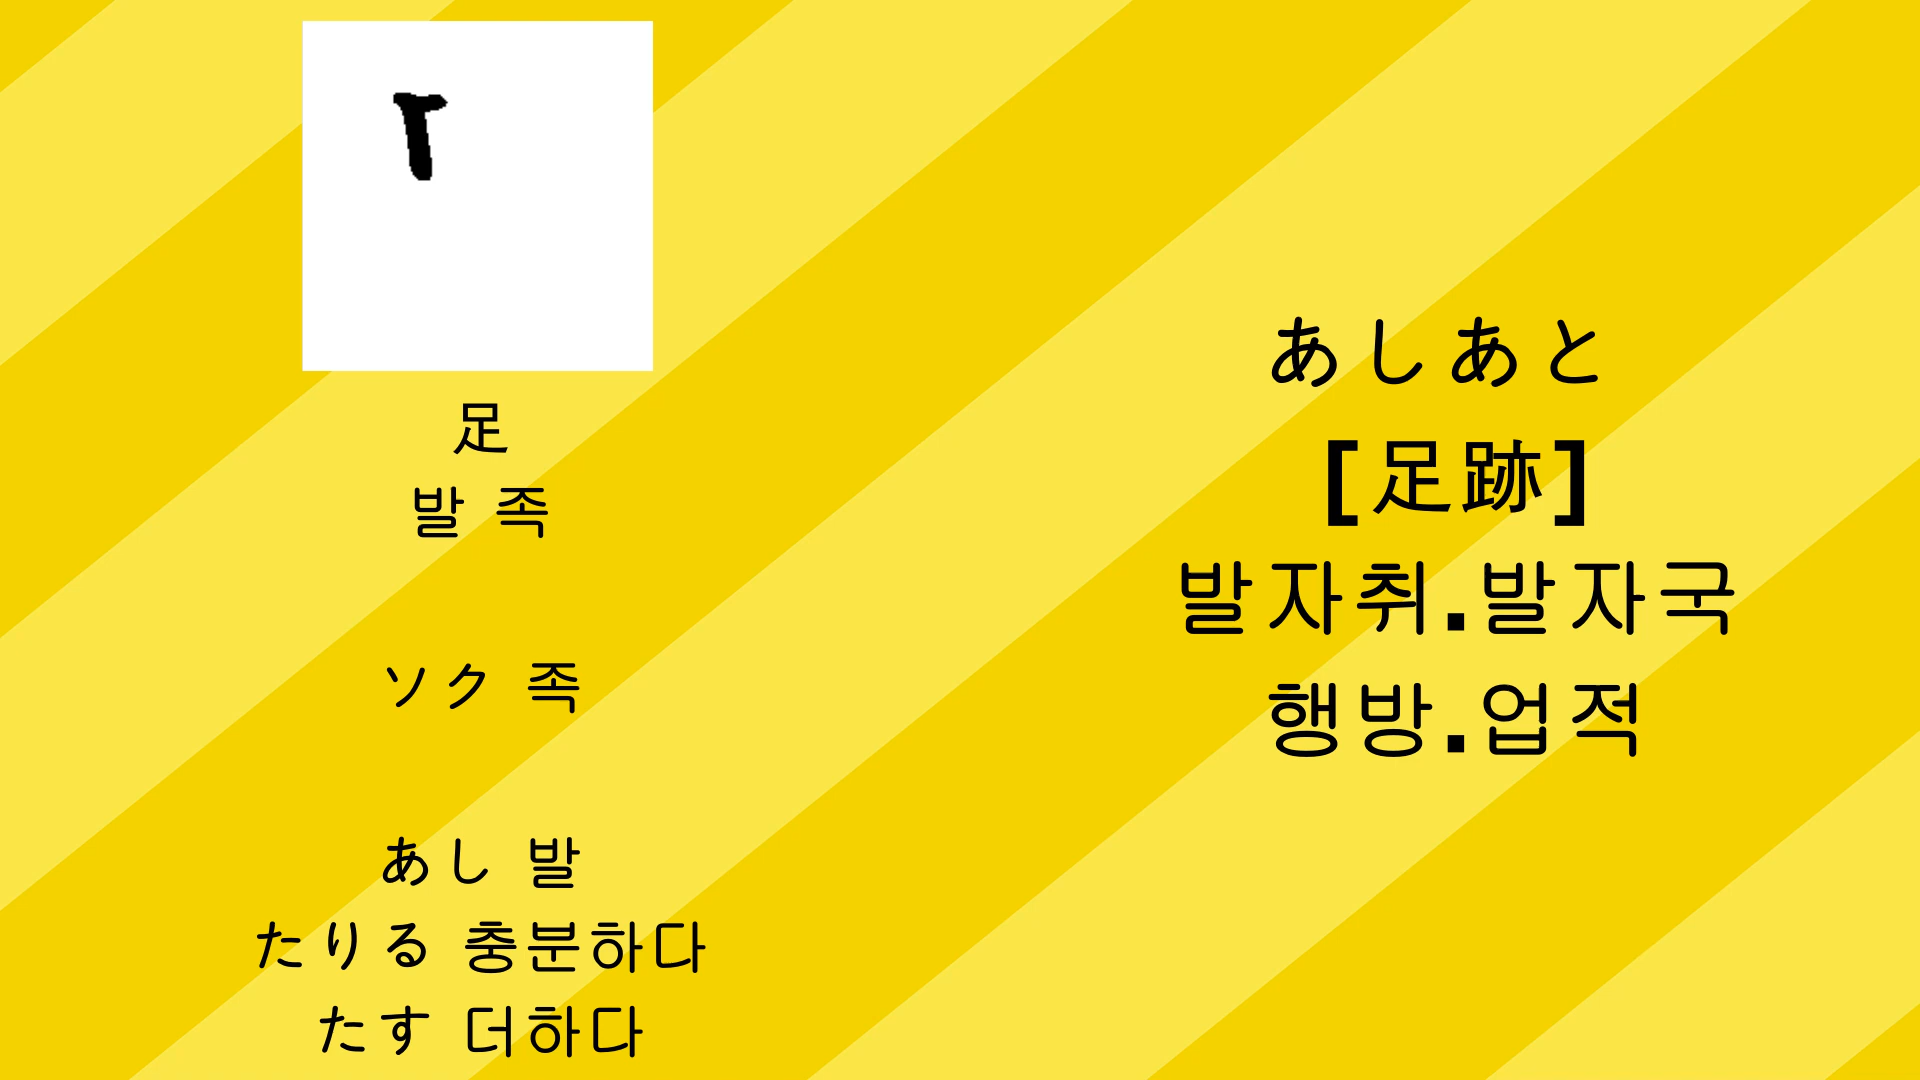 足
발 족
ソク 족
あし 발
たりる 충분하다
たす 더하다
あしあと
[足跡]
발자취.발자국
행방.업적